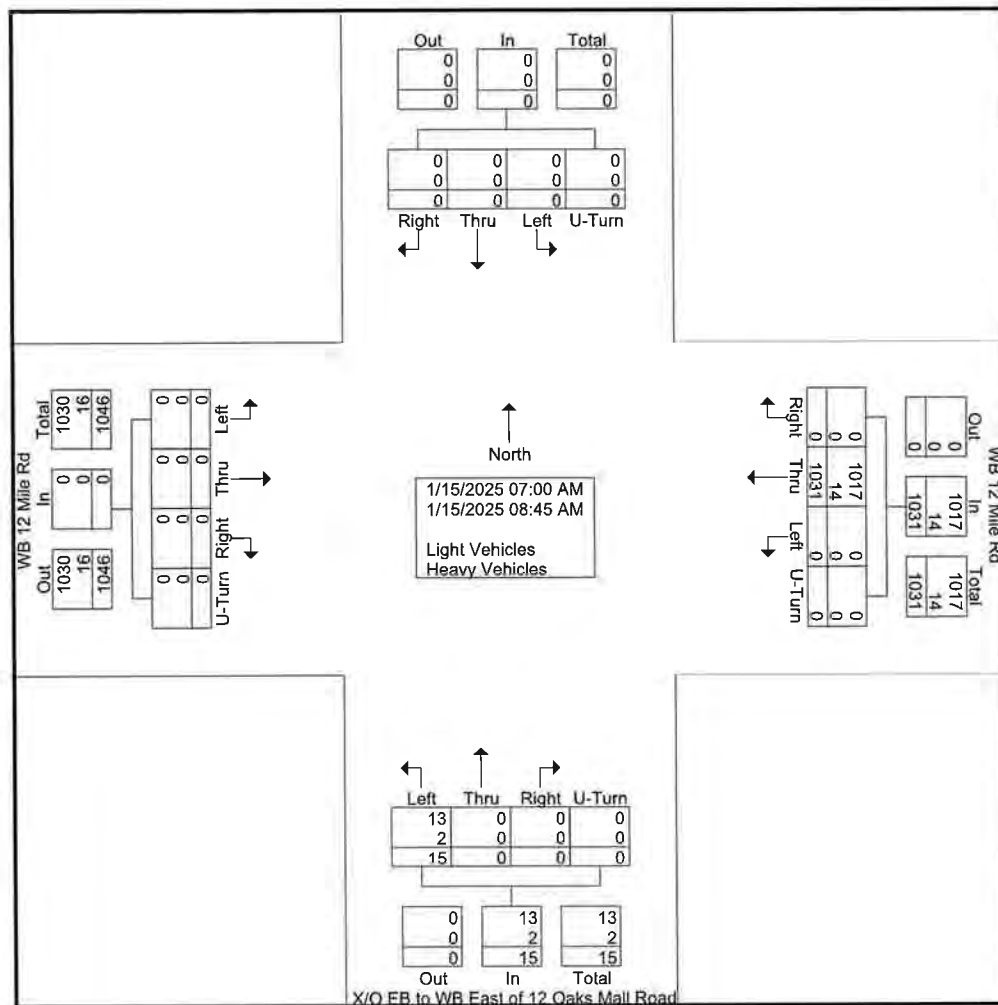 Out In Total
0 0 0
0 0 0
0 0 0
0 0 0 0
0 0 0 0
0 0 0 0
Right Thru Left U-Turn
WB 12 Mile Rd
Out In Total
1030 0 1030
16 0 16
1046 0 1046
U-Turn Right Thru Left
0 0 0 0
0 0 0 0
0 0 0 0
North
1/15/2025 07:00 AM
1/15/2025 08:45 AM
Light Vehicles
Heavy Vehicles
Right Thru Left U-Turn
0 1017 0 0
0 14 0 0
0 1031 0 0
WB 12 Mile Rd
Out In Total
0 1017 1017
0 14 14
0 1031 1031
Left Thru Right U-Turn
13 0 0 0
2 0 0 0
15 0 0 0
0 13 13
0 2 2
0 15 15
Out In Total
X/O EB to WB East of 12 Oaks Mall Road